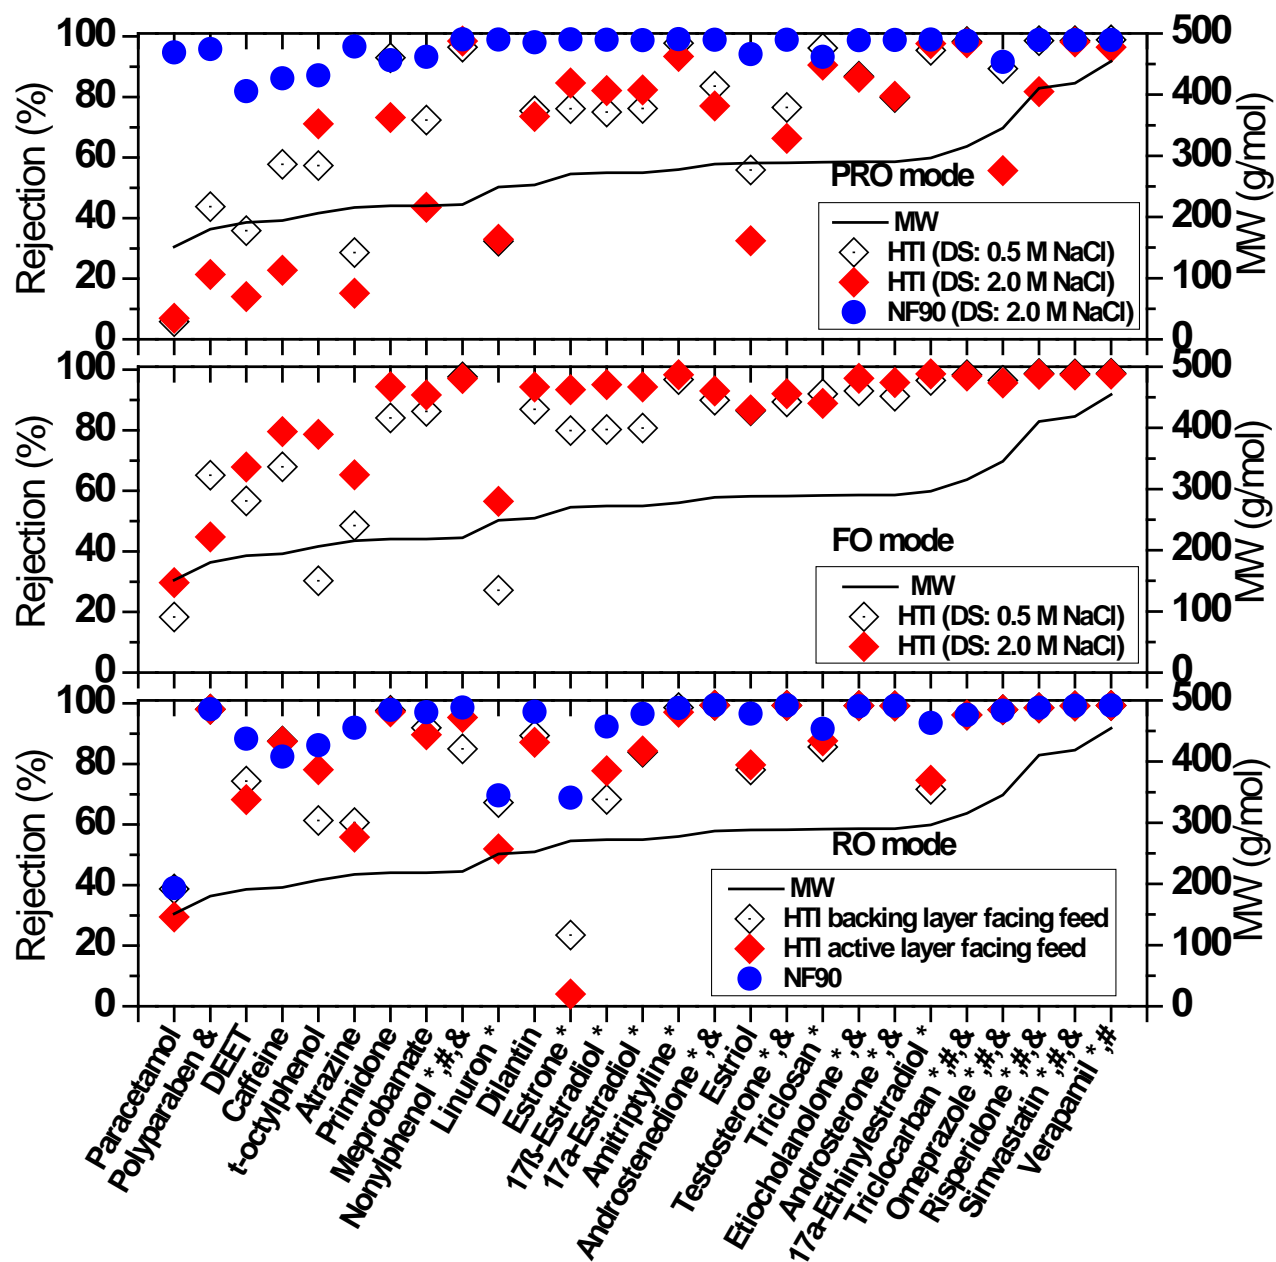 100
80
60
40
20
0
Rejection (%)
500
400
300
200
100
0
MW (g/mol)
PRO mode
MW
HTI (DS: 0.5 M NaCl)
HTI (DS: 2.0 M NaCl)
NF90 (DS: 2.0 M NaCl)
100
80
60
40
20
0
Rejection (%)
500
400
300
200
100
0
MW (g/mol)
FO mode
MW
HTI (DS: 0.5 M NaCl)
HTI (DS: 2.0 M NaCl)
100
80
60
40
20
0
Rejection (%)
500
400
300
200
100
0
MW (g/mol)
RO mode
MW
HTI backing layer facing feed
HTI active layer facing feed
NF90
Paracetamol
Polyparaben &
DEET
Caffeine
t-octylphenol
Atrazine
Primidone
Meprobamate
Nonylphenol *,#,&
Linuron *
Dilantin
Estrone *
17ß-Estradiol *
17a-Estradiol *
Amitriptyline *
Androstenedione *,&
Estriol
Testosterone *,&
Triclosan *
Etiocholanolone *,&
Androsterone *,&
17a-Ethinylestradiol *
Triclocarban *,#,&
Omeprazole *,#,&
Risperidone *,#,&
Simvastatin *,#,&
Verapamil *,#